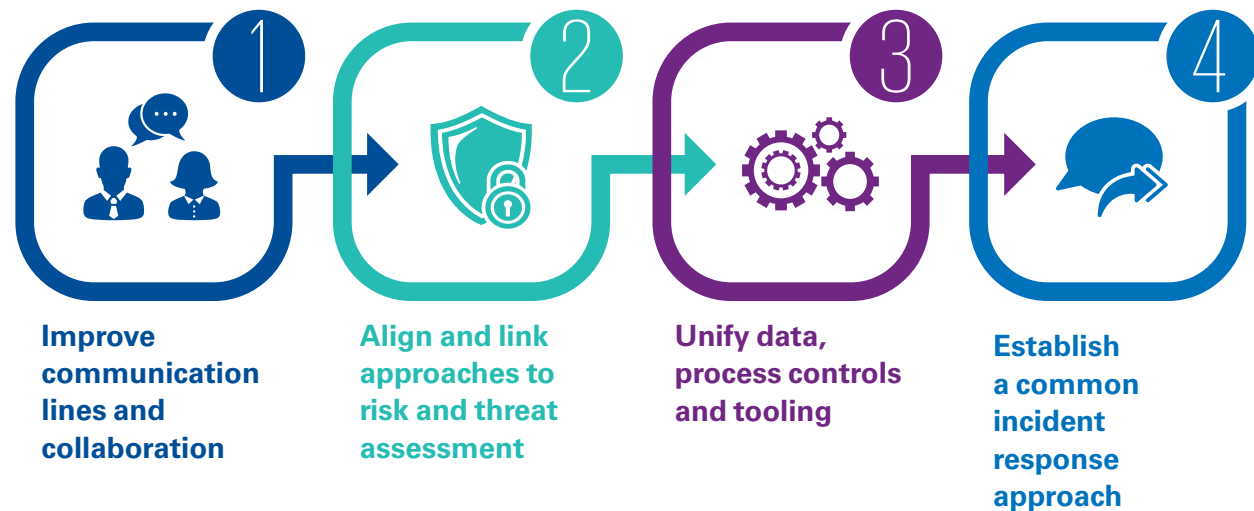 1
2
3
4
Improve
communication
lines and
collaboration
Align and link
approaches to
risk and threat
assessment
Unify data,
process controls
and tooling
Establish
a common
incident
response
approach